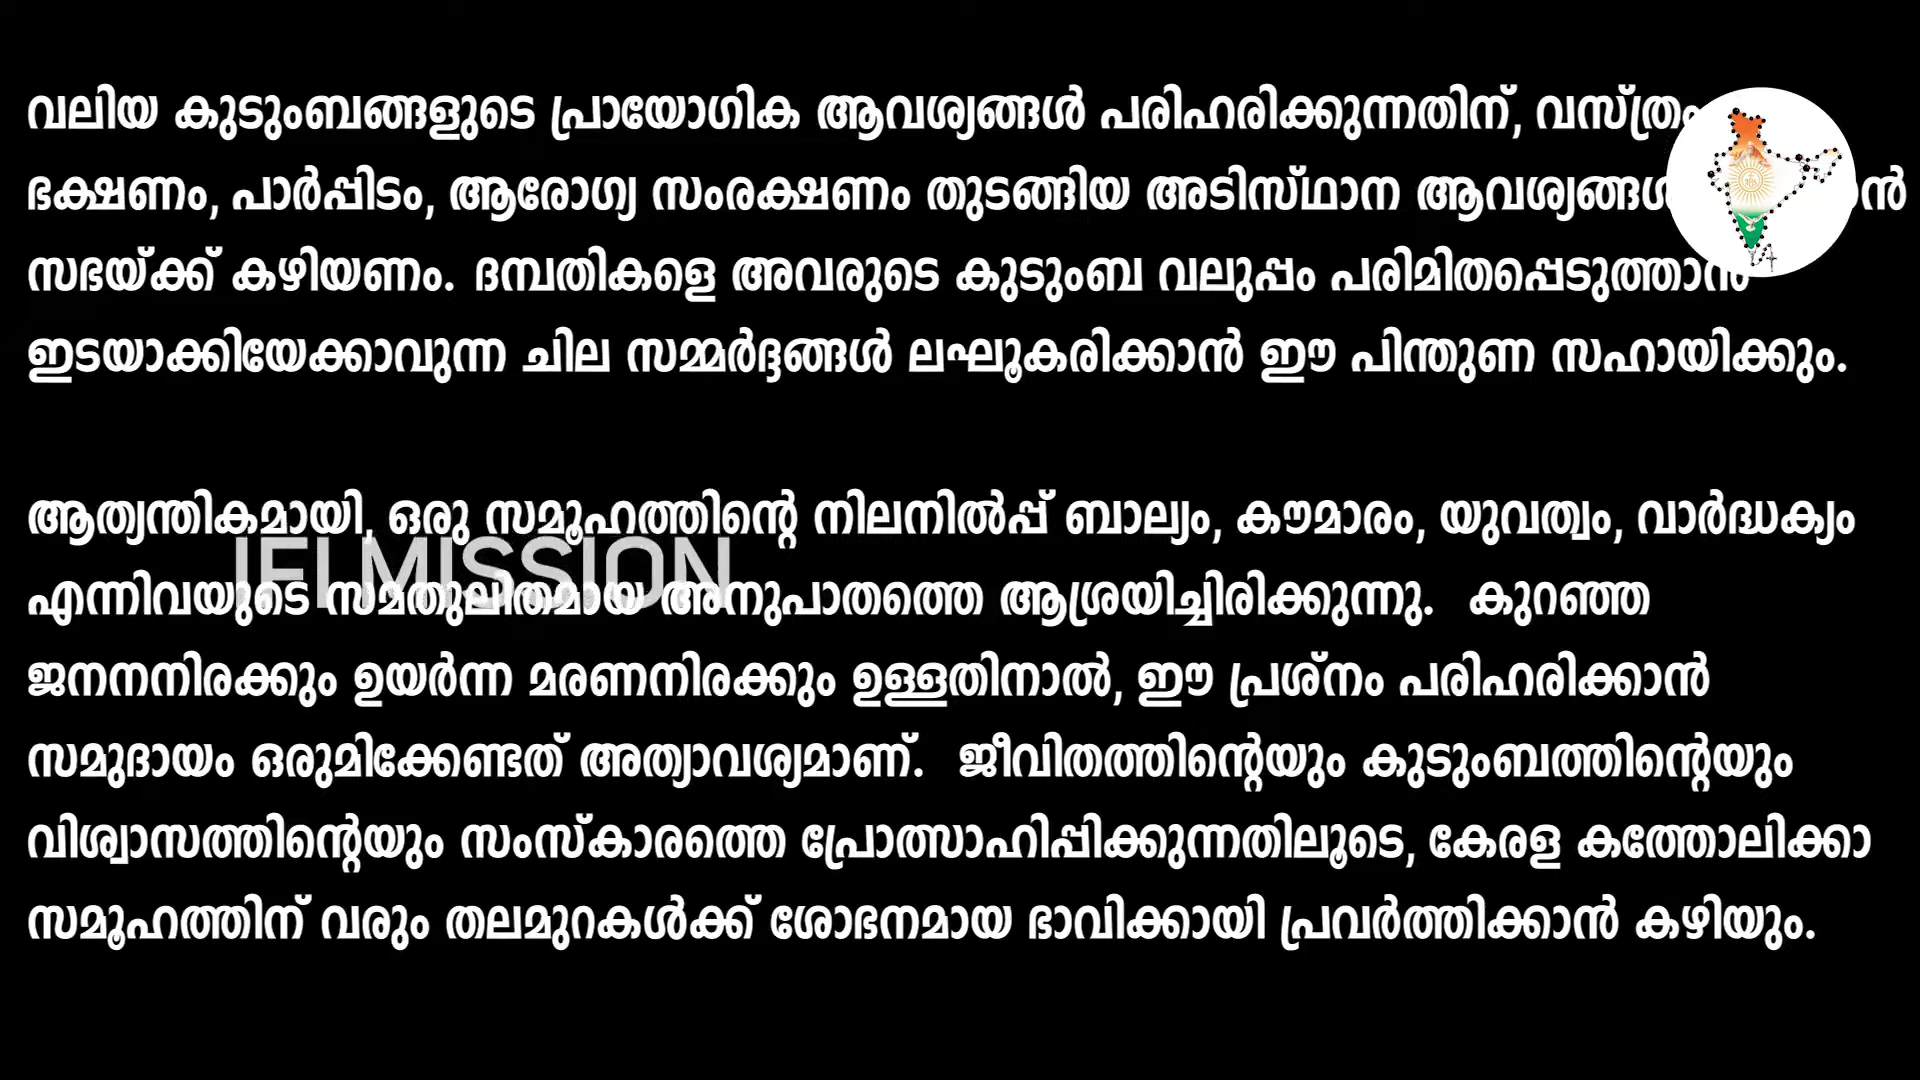 വലിയ കുടുംബങ്ങളുടെ പ്രായോഗിക ആവശ്യങ്ങൾ പരിഹരിക്കുന്നതിന്, വസ്ത്രം
ഭക്ഷണം, പാർപ്പിടം, ആരോഗ്യ സംരക്ഷണം തുടങ്ങിയ അടിസ്ഥാന ആവശ്യങ്ങൾ
സഭയ്ക്ക് കഴിയണം. ദമ്പതികളെ അവരുടെ കുടുംബ വലുപ്പം പരിമിതപ്പെടുത്താൻ
ഇടയാക്കിയേക്കാവുന്ന ചില സമ്മർദ്ദങ്ങൾ ലഘൂകരിക്കാൻ ഈ പിന്തുണ സഹായിക്കും.
ആത്യന്തികമായി, ഒരു സമൂഹത്തിന്റെ നിലനിൽപ്പ് ബാല്യം, കൗമാരം, യുവത്വം, വാർദ്ധക്യം
IFI MISSION
എന്നിവയുടെ സമതുലിതമായ അനുപാതത്തെ ആശ്രയിച്ചിരിക്കുന്നു. കുറഞ്ഞ
ജനനനിരക്കും ഉയർന്ന മരണനിരക്കും ഉള്ളതിനാൽ, ഈ പ്രശ്നം പരിഹരിക്കാൻ
സമുദായം ഒരുമിക്കേണ്ടത് അത്യാവശ്യമാണ്. ജീവിതത്തിന്റെയും കുടുംബത്തിന്റെയും
വിശ്വാസത്തിന്റെയും സംസ്കാരത്തെ പ്രോത്സാഹിപ്പിക്കുന്നതിലൂടെ, കേരള കത്തോലിക്കാ
സമൂഹത്തിന് വരും തലമുറകൾക്ക് ശോഭനമായ ഭാവിക്കായി പ്രവർത്തിക്കാൻ കഴിയും.